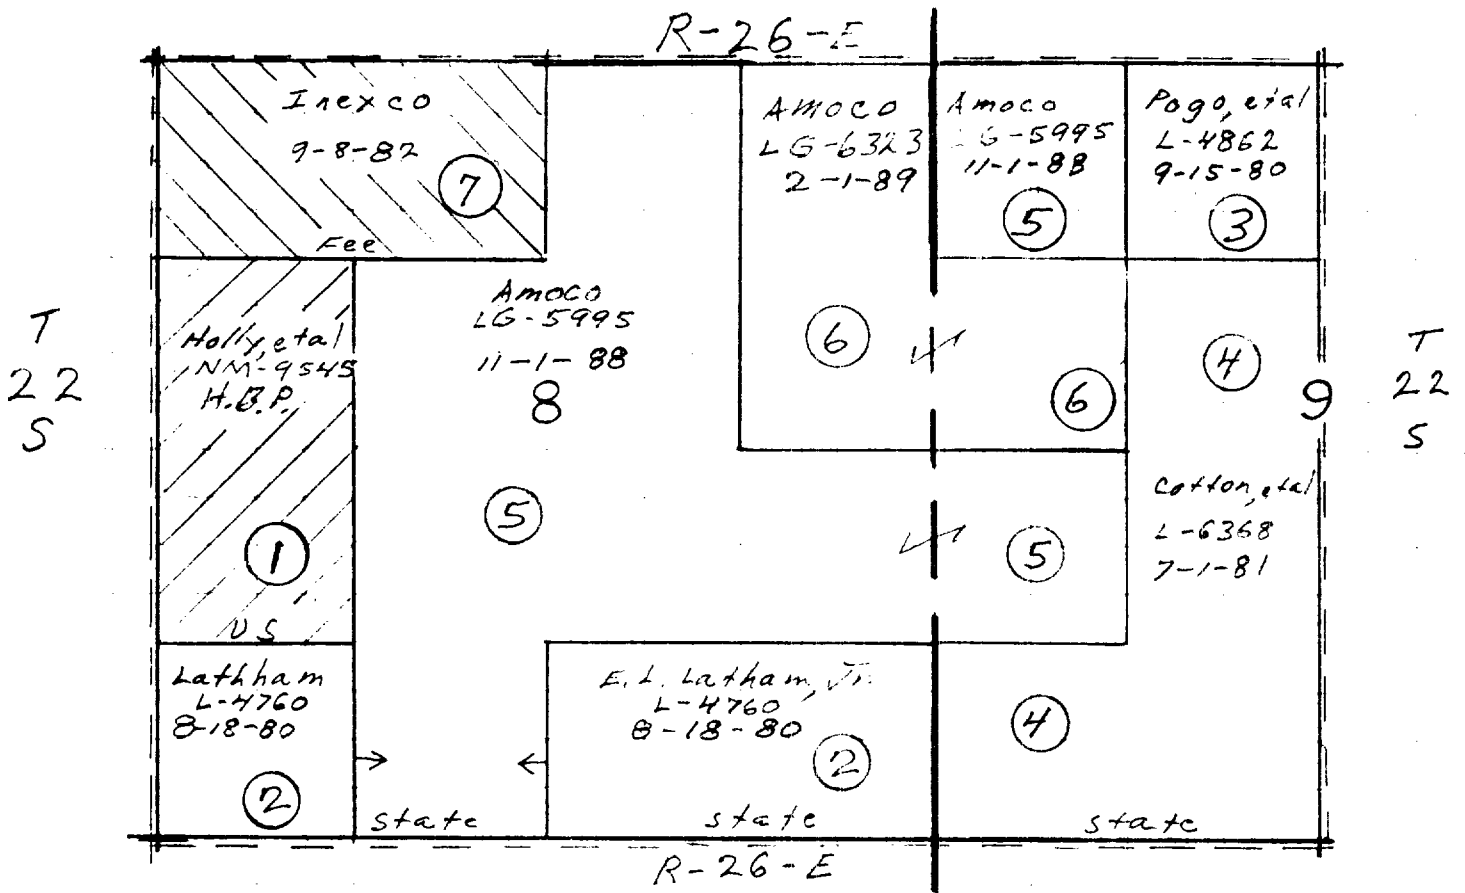 R-26-E
Inexco
9-8-82
7
Fee
Amoco
LG-6323
2-1-89
Amoco
LG-5995
11-1-88
5
Pogo, etal
L-4862
9-15-80
3
T
22
S
Holly, etal
NM-9545
H.B.P.
1
US
Amoco
LG-5995
11-1-88
8
5
6
6
4
9
T
22
S
5
Cotton, etal
L-6368
7-1-81
Lathham
L-4760
8-18-80
2
state
E. L. Latham, Jr.
L-4760
8-18-80
2
state
4
state
R-26-E